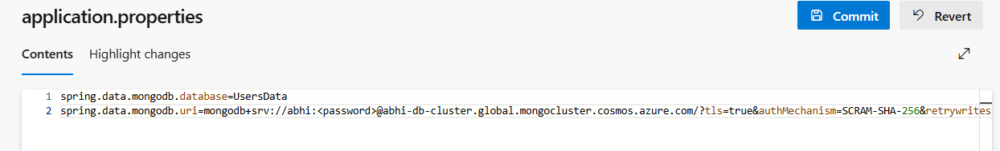 application.properties
Commit
Revert
Contents
Highlight changes
1 spring.data.mongodb.database=UsersData
2 spring.data.mongodb.uri=mongodb+srv://abhi:<password>@abhi-db-cluster.global.mongocluster.cosmos.azure.com/?tls=true&authMechanism=SCRAM-SHA-256&retrywrites